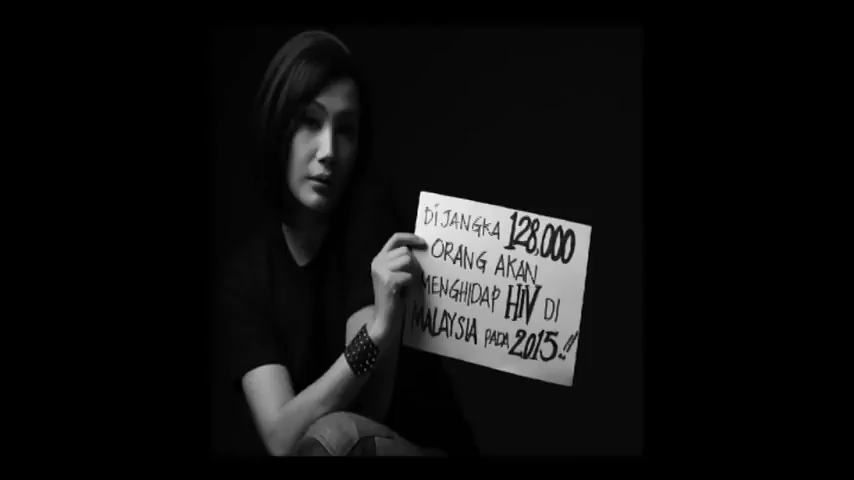 DiJANGKA 128,000
ORANG AKAN
MENGHIDAP HIV DI
MALAYSIA PADA 2015..!!